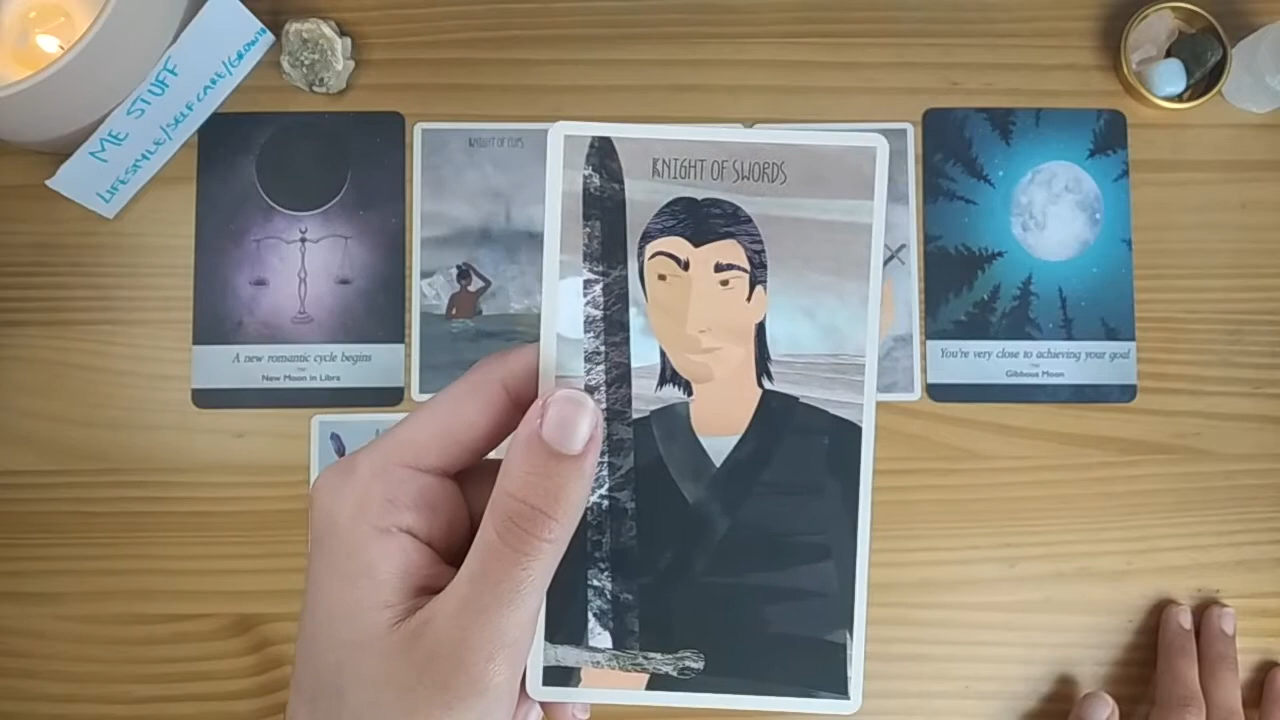 ME STUFF
LIFESTYLE/SELF CARE/GROWTH
KNIGHT OF CUPS
KNIGHT OF SWORDS
A new romantic cycle begins
New Moon in Libra
You're very close to achieving your goal
Gibbous Moon